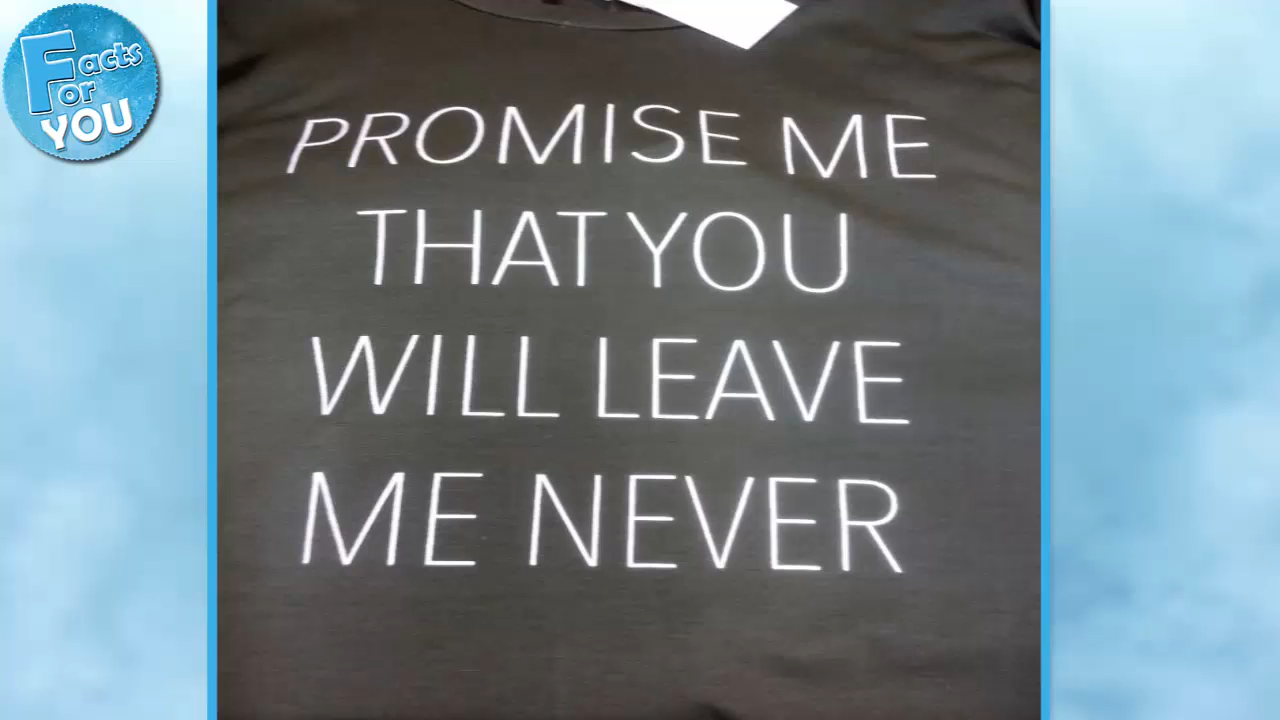 Facts
For
YOU
PROMISE ME
THAT YOU
WILL LEAVE
ME NEVER